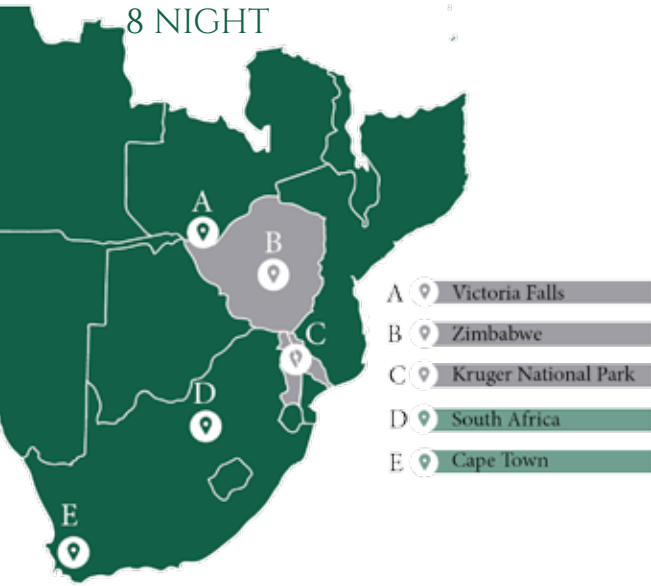 8 NIGHT
A
B
C
D
E
A Victoria Falls
B Zimbabwe
C Kruger National Park
D South Africa
E Cape Town